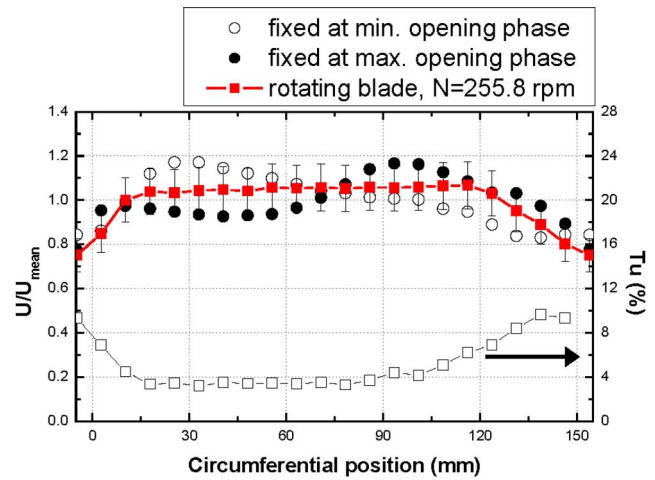 fixed at min. opening phase
fixed at max. opening phase
rotating blade, N=255.8 rpm
1.4
1.2
1.0
0.8
0.6
0.4
0.2
0.0
U/Umean
28
24
20
16
12
8
4
0
Tu (%)
0 30 60 90 120 150
Circumferential position (mm)